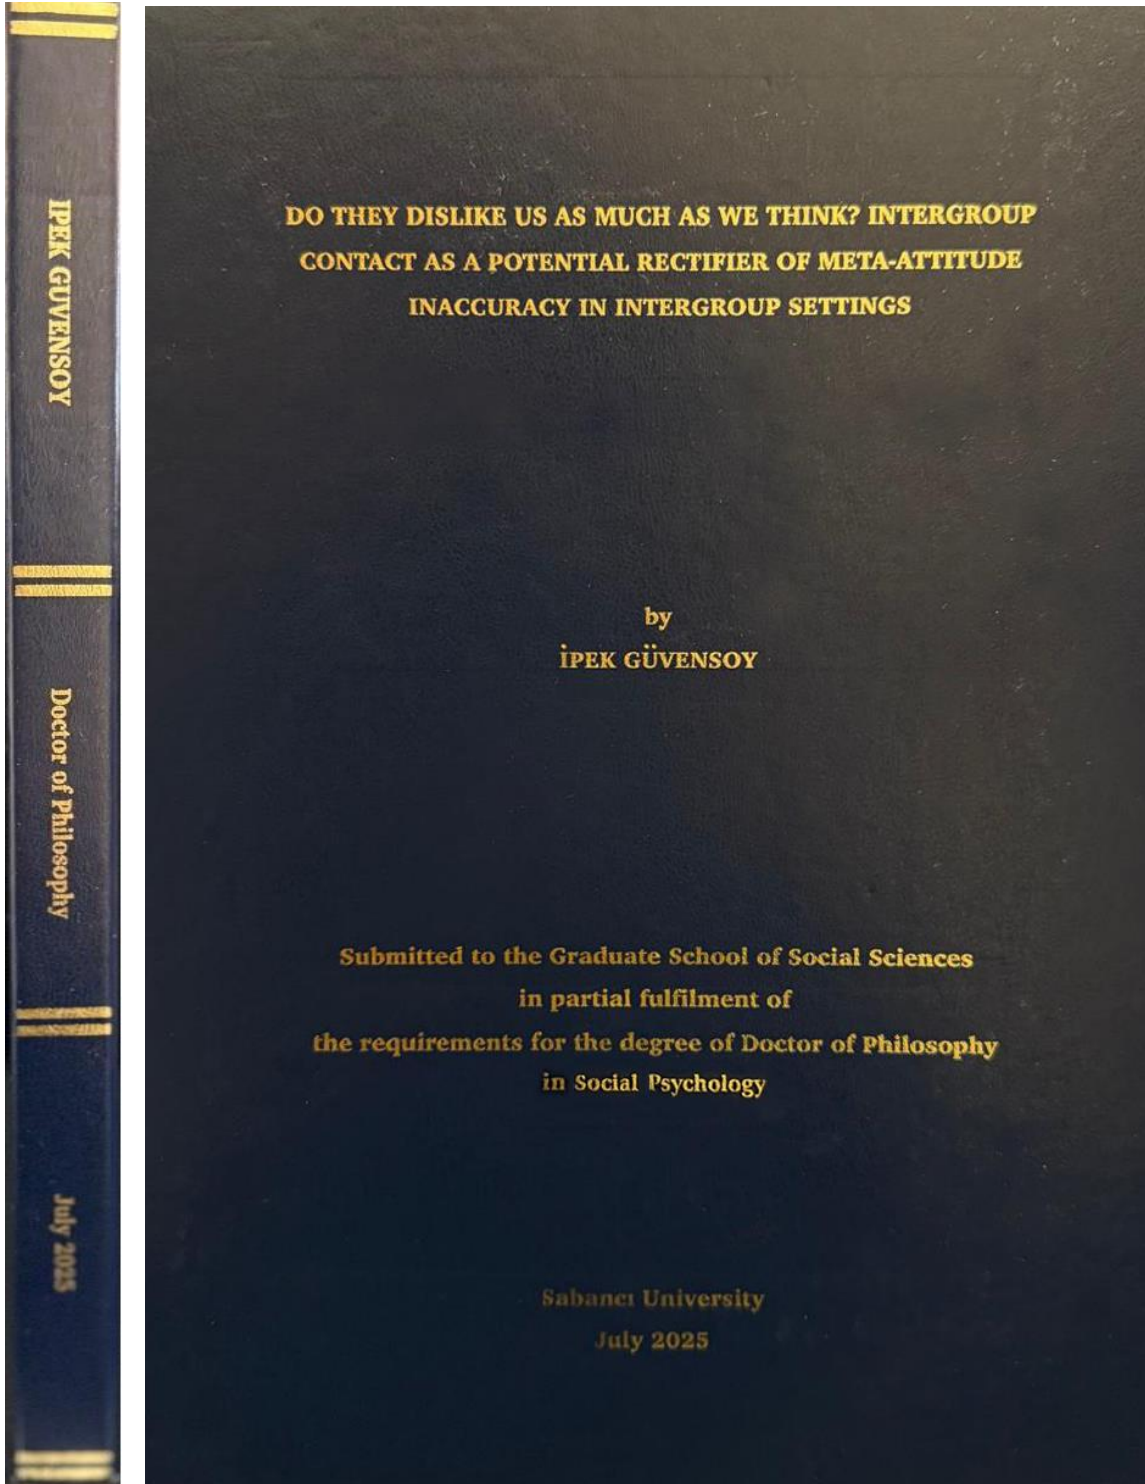 IPEK GUVENSOY
Doctor of Philosophy
July 2025
DO THEY DISLIKE US AS MUCH AS WE THINK? INTERGROUP
CONTACT AS A POTENTIAL RECTIFIER OF META-ATTITUDE
INACCURACY IN INTERGROUP SETTINGS
by
İPEK GÜVENSOY
Submitted to the Graduate School of Social Sciences
in partial fulfilment of
the requirements for the degree of Doctor of Philosophy
in Social Psychology
Sabancı University
July 2025